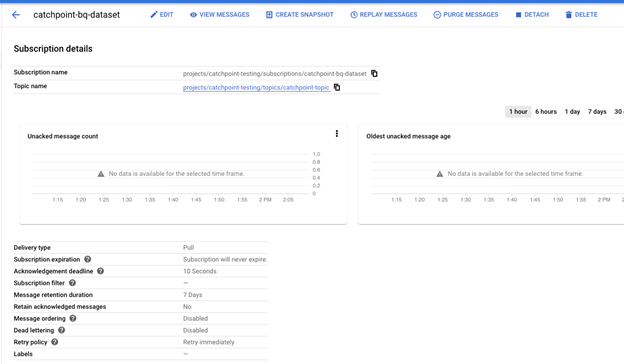 catchpoint-bq-dataset EDIT VIEW MESSAGES CREATE SNAPSHOT REPLAY MESSAGES PURGE MESSAGES DETACH DELETE
Subscription details
Subscription name projects/catchpoint-testing/subscriptions/catchpoint-bq-dataset
Topic name projects/catchpoint-testing/topics/catchpoint-topic
1 hour 6 hours 1 day 7 days 30
Unacked message count
1.0
0.8
0.6
0.4
0.2
0
No data is available for the selected time frame.
1:15 1:20 1:25 1:30 1:35 1:40 1:45 1:50 1:55 2 PM 2:05
Oldest unacked message age
No data is available for the selected time frame.
1:15 1:20 1:25 1:30 1:35 1:40 1:45 1:50 1:55 2 PM 2
Delivery type Pull
Subscription expiration Subscription will never expire.
Acknowledgement deadline 10 Seconds
Subscription filter —
Message retention duration 7 Days
Retain acknowledged messages No
Message ordering Disabled
Dead lettering Disabled
Retry policy Retry immediately
Labels —